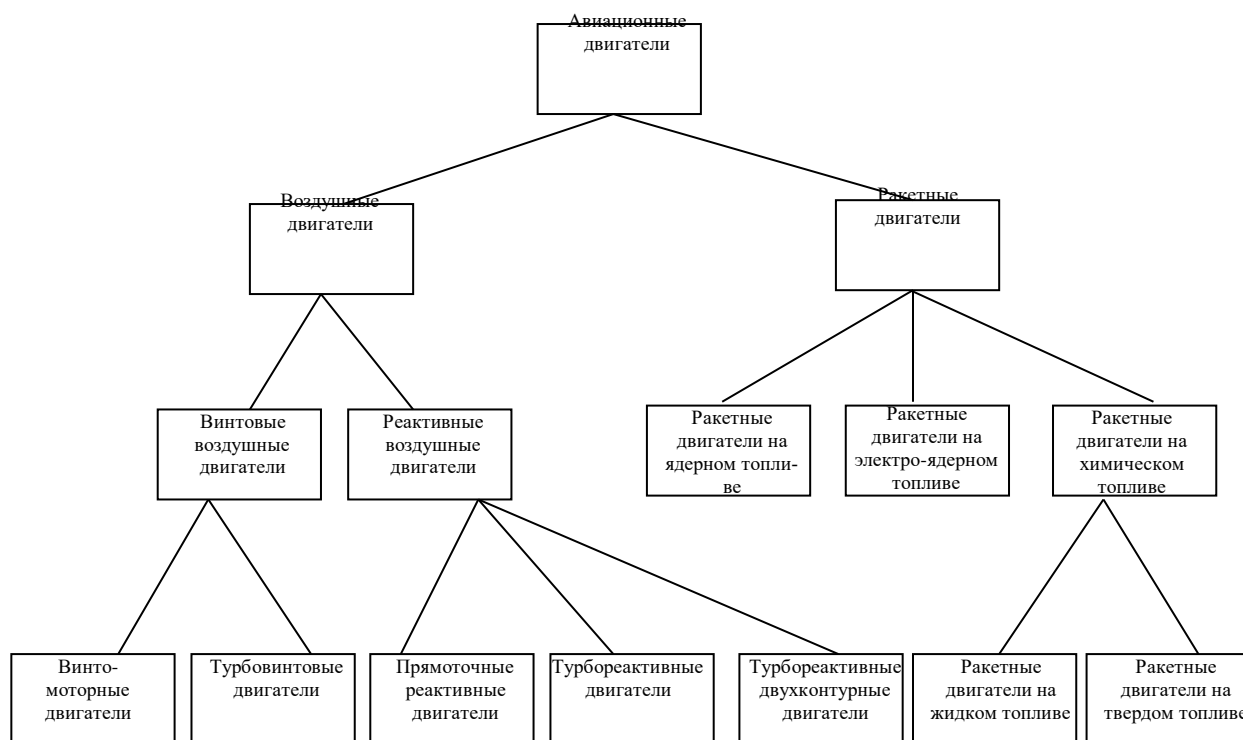 Авиационные
двигатели
Воздушные
двигатели
Ракетные
двигатели
Винтовые
воздушные
двигатели
Реактивные
воздушные
двигатели
Ракетные
двигатели на
ядерном топли-
ве
Ракетные
двигатели на
электро-ядерном
топливе
Ракетные
двигатели на
химическом
топливе
Винто-
моторные
двигатели
Турбовинтовые
двигатели
Прямоточные
реактивные
двигатели
Турбореактивные
двигатели
Турбореактивные
двухконтурные
двигатели
Ракетные
двигатели на
жидком топливе
Ракетные
двигатели на
твердом топливе